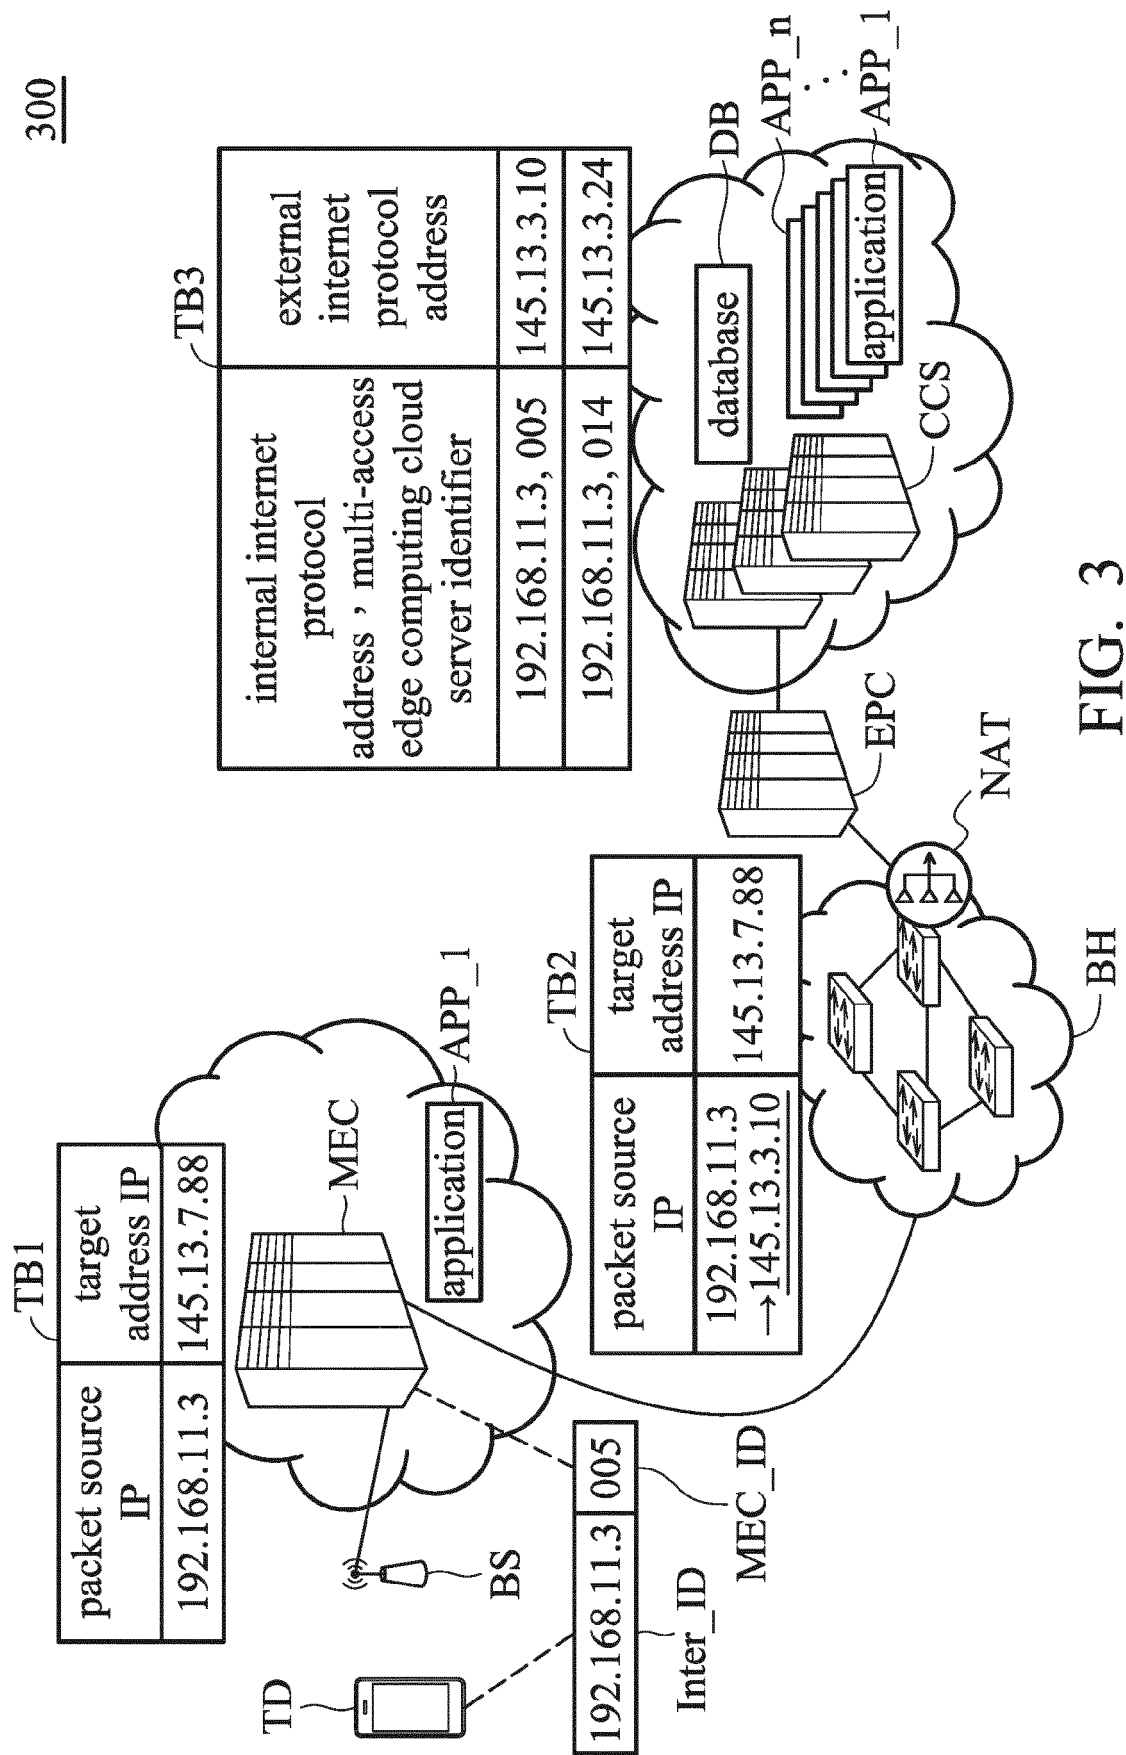 300
TB1
packet source
IP
target
address IP
192.168.11.3
145.13.7.88
TB3
internal internet
protocol
address，multi-access
edge computing cloud
server identifier
external
internet
protocol
address
192.168.11.3, 005
145.13.3.10
192.168.11.3, 014
145.13.3.24
TD
BS
MEC
application
APP_1
192.168.11.3
005
Inter_ID
MEC_ID
TB2
packet source
IP
target
address IP
192.168.11.3
→145.13.3.10
145.13.7.88
BH
NAT
EPC
CCS
database
DB
application
APP_n
APP_1
FIG. 3